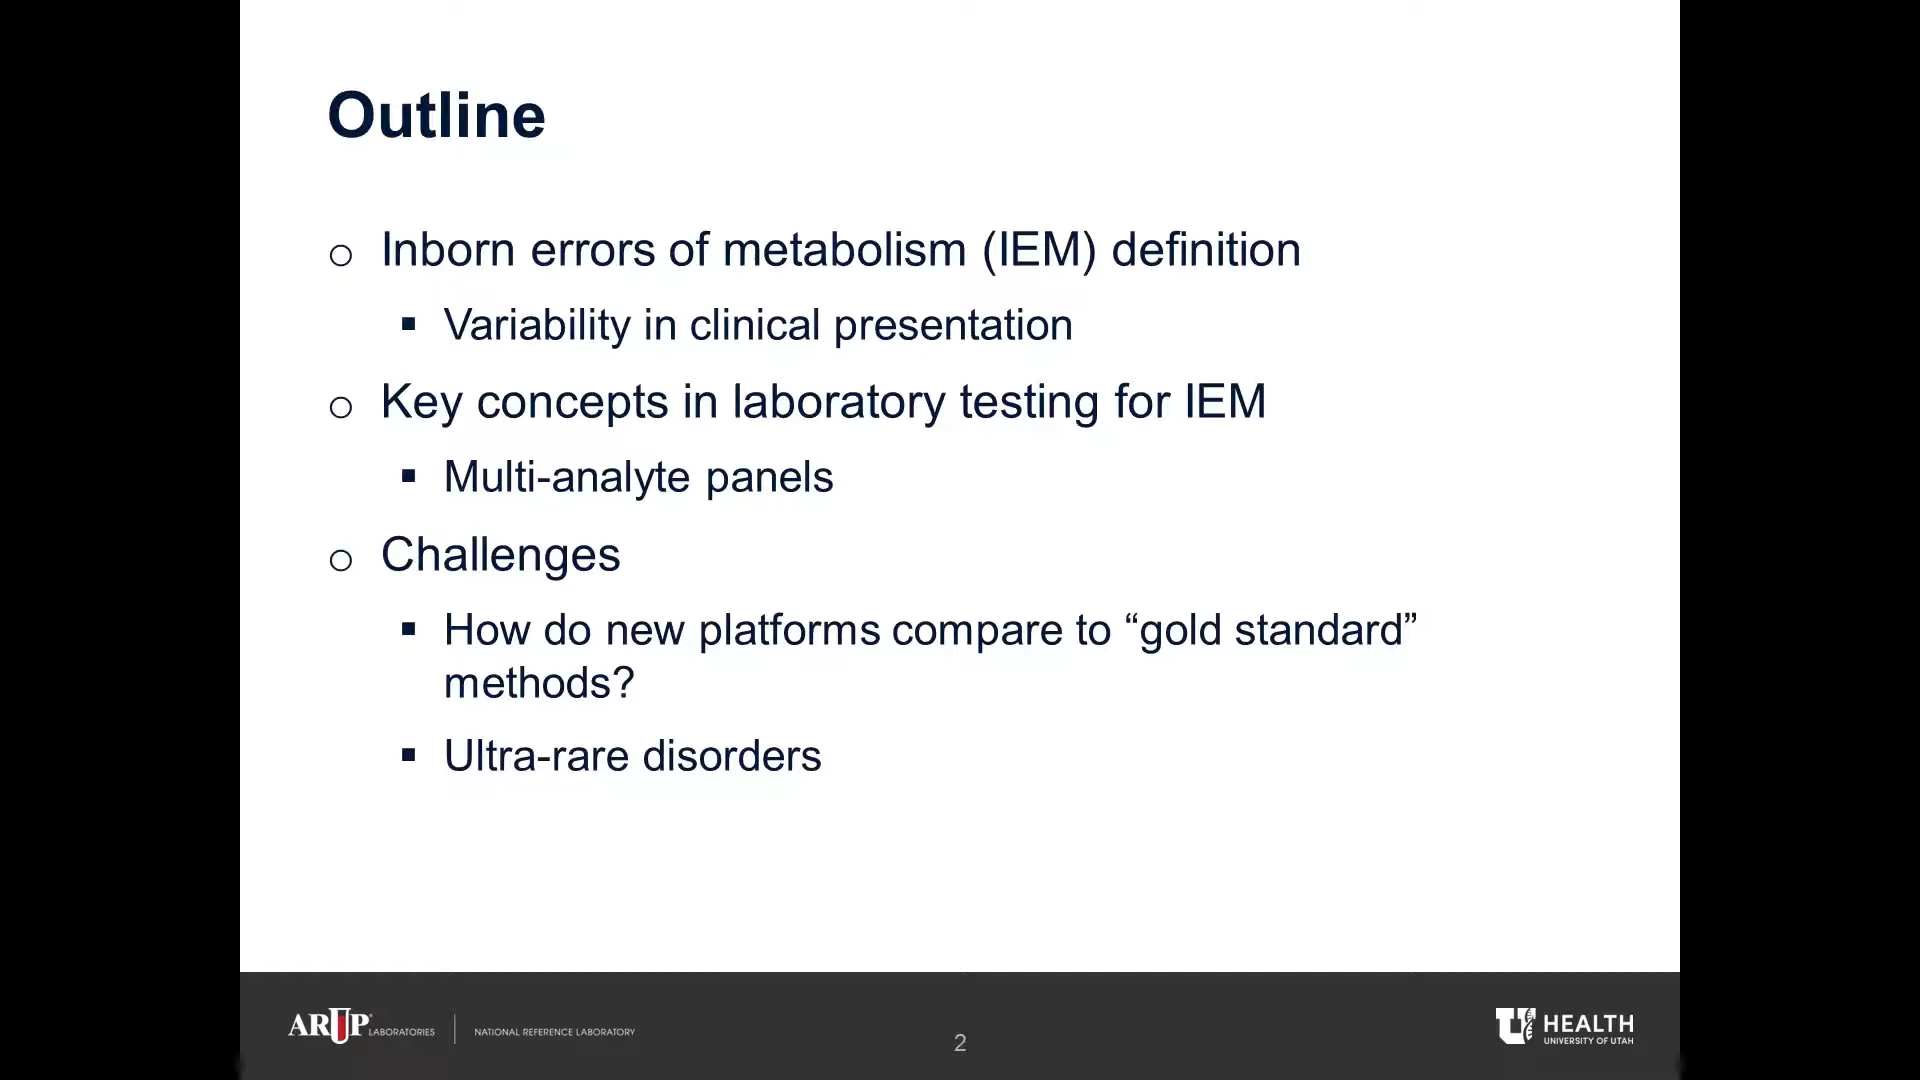 Outline
o Inborn errors of metabolism (IEM) definition
▪ Variability in clinical presentation
o Key concepts in laboratory testing for IEM
▪ Multi-analyte panels
o Challenges
▪ How do new platforms compare to “gold standard”
methods?
▪ Ultra-rare disorders
ARUP® LABORATORIES | NATIONAL REFERENCE LABORATORY
2
U HEALTH
UNIVERSITY OF UTAH